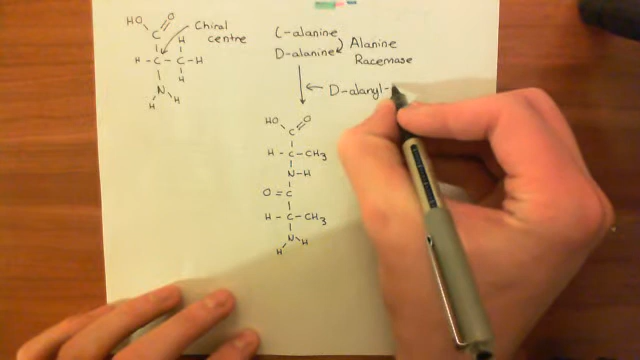 HO O
C
H
Chiral
centre
H - C - C - H
H
N
H H
L-alanine
D-alanine
Alanine
Racemase
D-alanyl-
HO O
C
H - C - CH3
N - H
O = C
H - C - CH3
N
H H